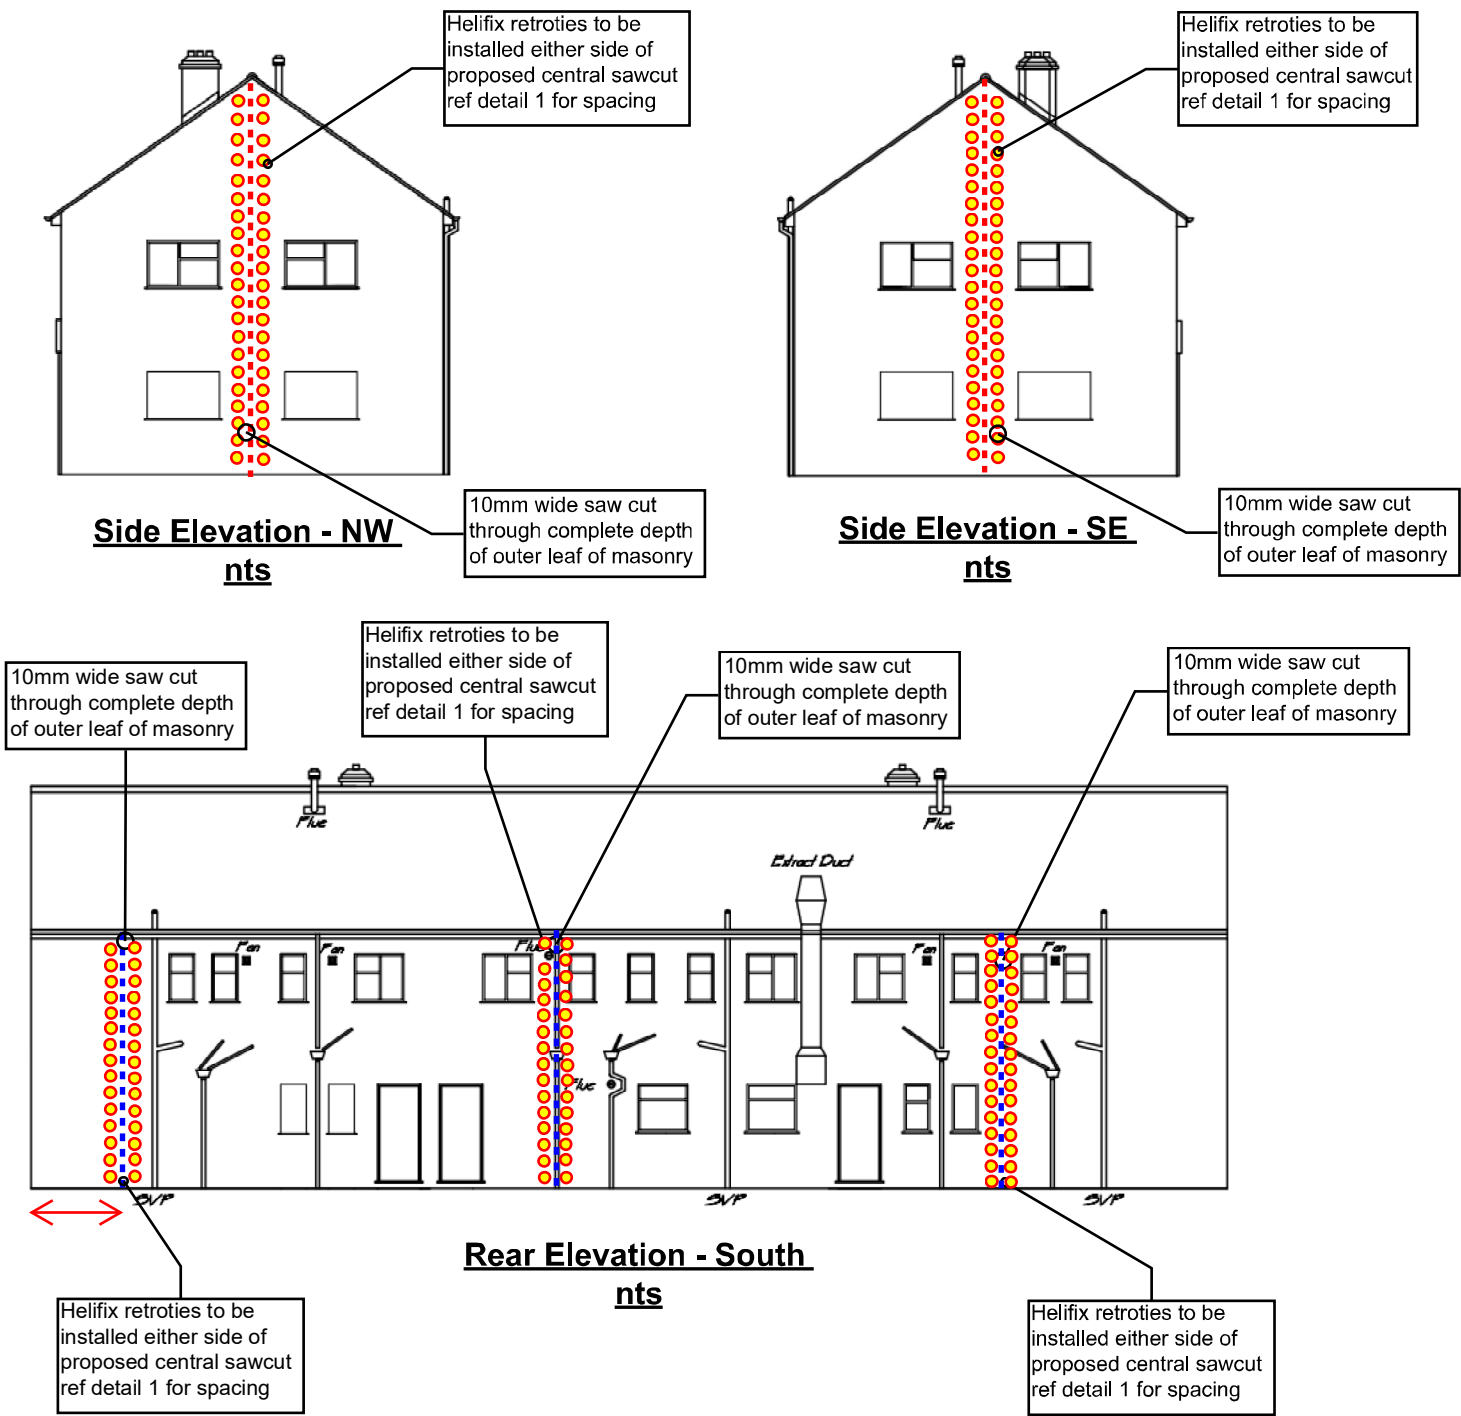 Helifix retroties to be
installed either side of
proposed central sawcut
ref detail 1 for spacing
Helifix retroties to be
installed either side of
proposed central sawcut
ref detail 1 for spacing
10mm wide saw cut
through complete depth
of outer leaf of masonry
Side Elevation - NW
nts
10mm wide saw cut
through complete depth
of outer leaf of masonry
Side Elevation - SE
nts
10mm wide saw cut
through complete depth
of outer leaf of masonry
Helifix retroties to be
installed either side of
proposed central sawcut
ref detail 1 for spacing
10mm wide saw cut
through complete depth
of outer leaf of masonry
10mm wide saw cut
through complete depth
of outer leaf of masonry
Flue
Flue
Extract Duct
Fan
Fan
Flue
Fan
Fan
Flue
SVP
SVP
SVP
Rear Elevation - South
nts
Helifix retroties to be
installed either side of
proposed central sawcut
ref detail 1 for spacing
Helifix retroties to be
installed either side of
proposed central sawcut
ref detail 1 for spacing